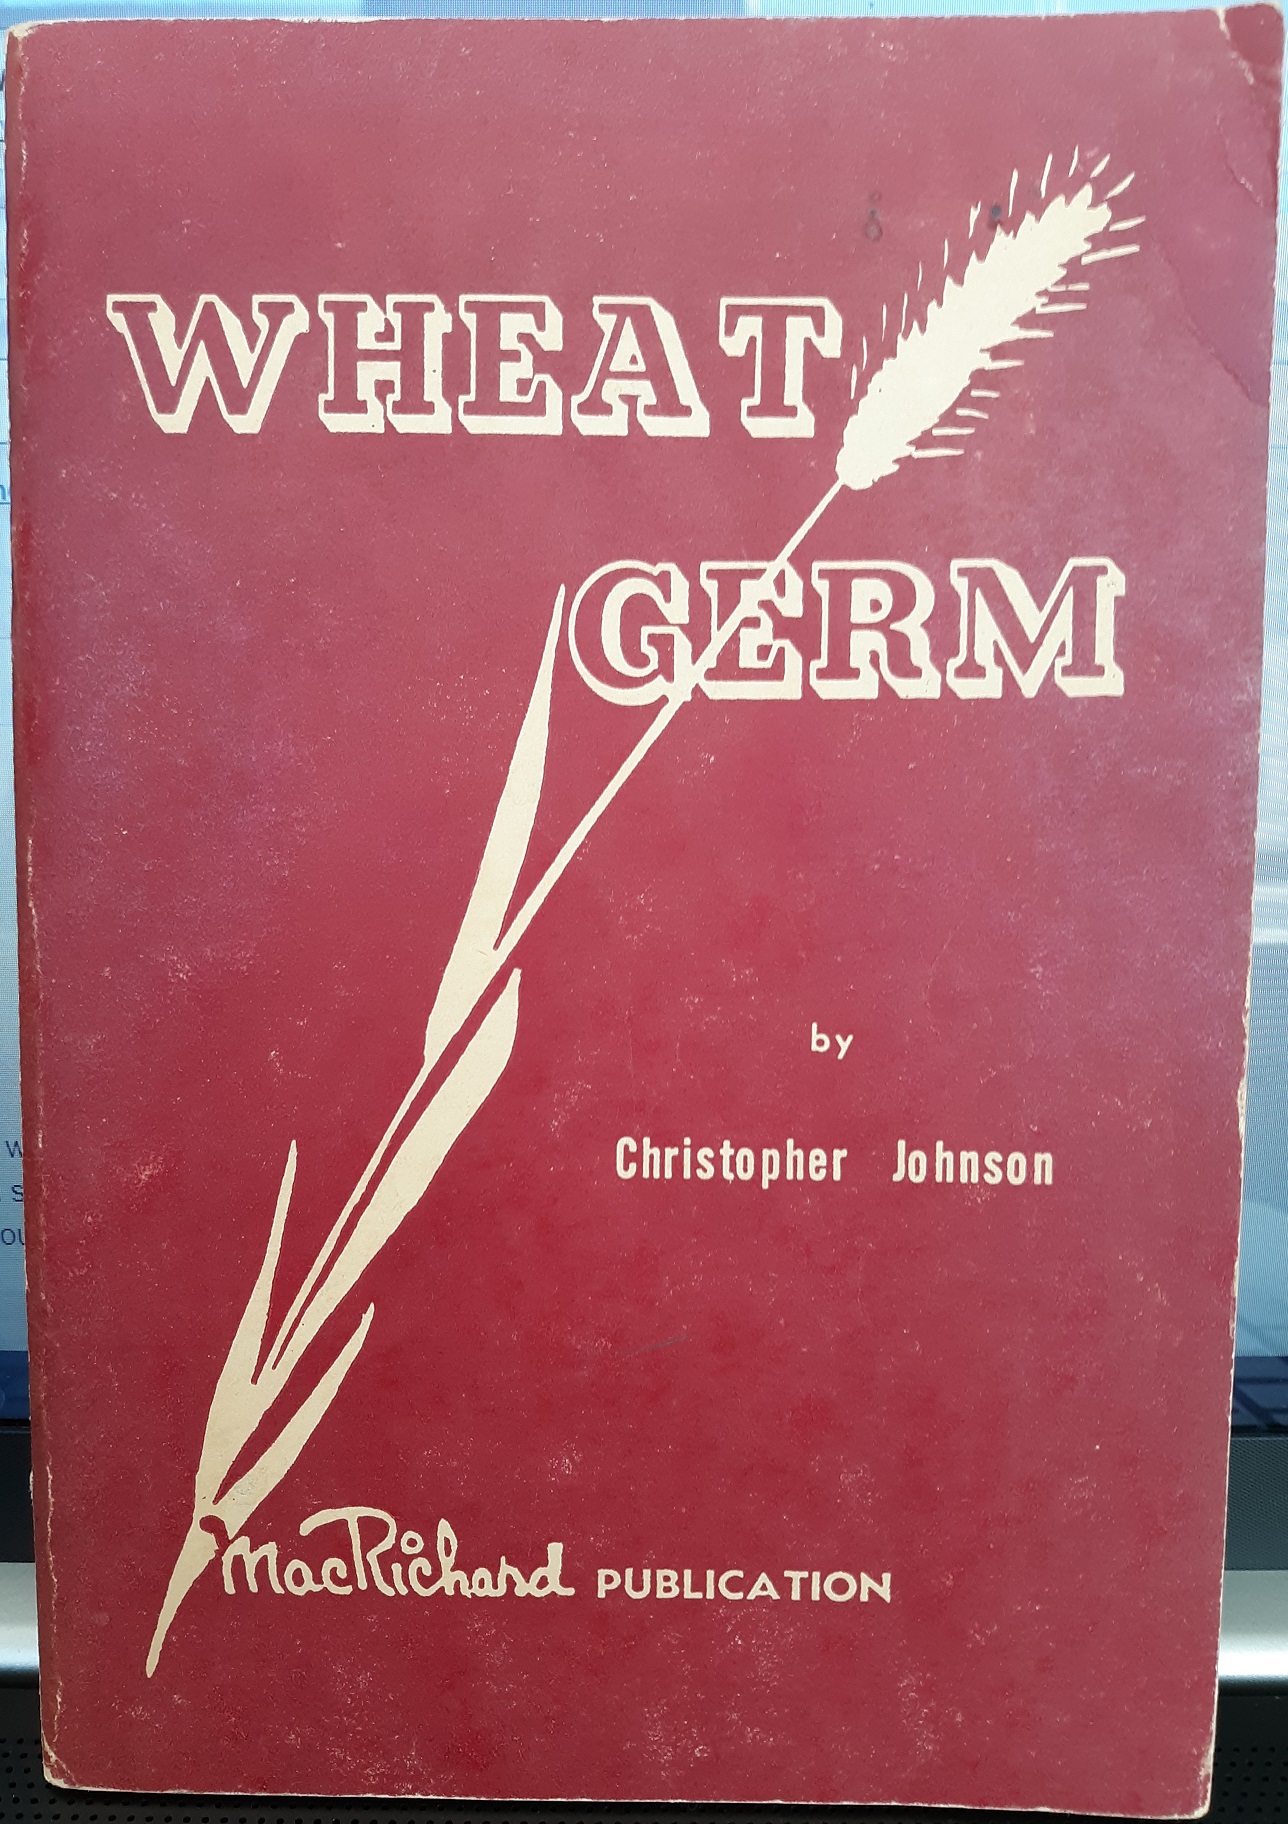 WHEAT
GERM
by
Christopher Johnson
MacRichard PUBLICATION